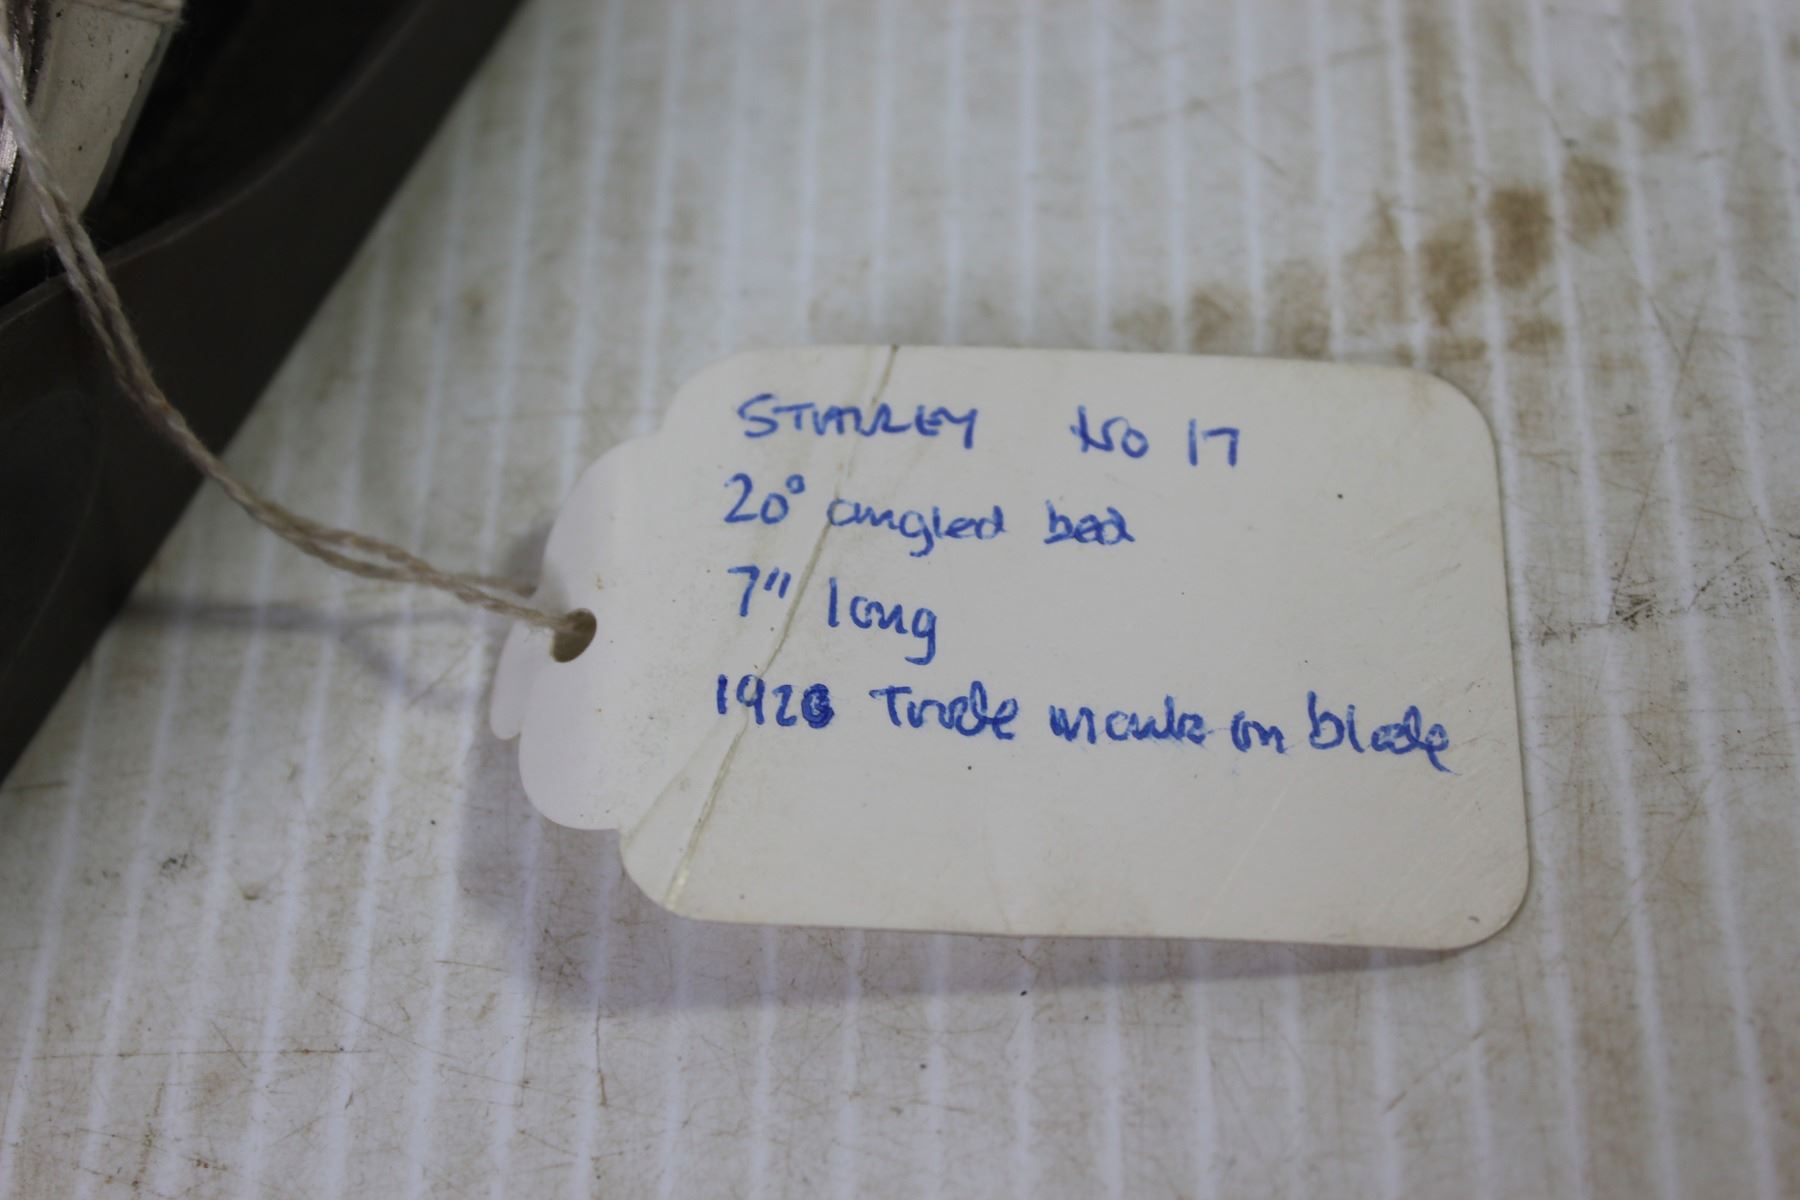 STANLEY No 17
20° angled bed
7" long
1920 Trade mark on blade